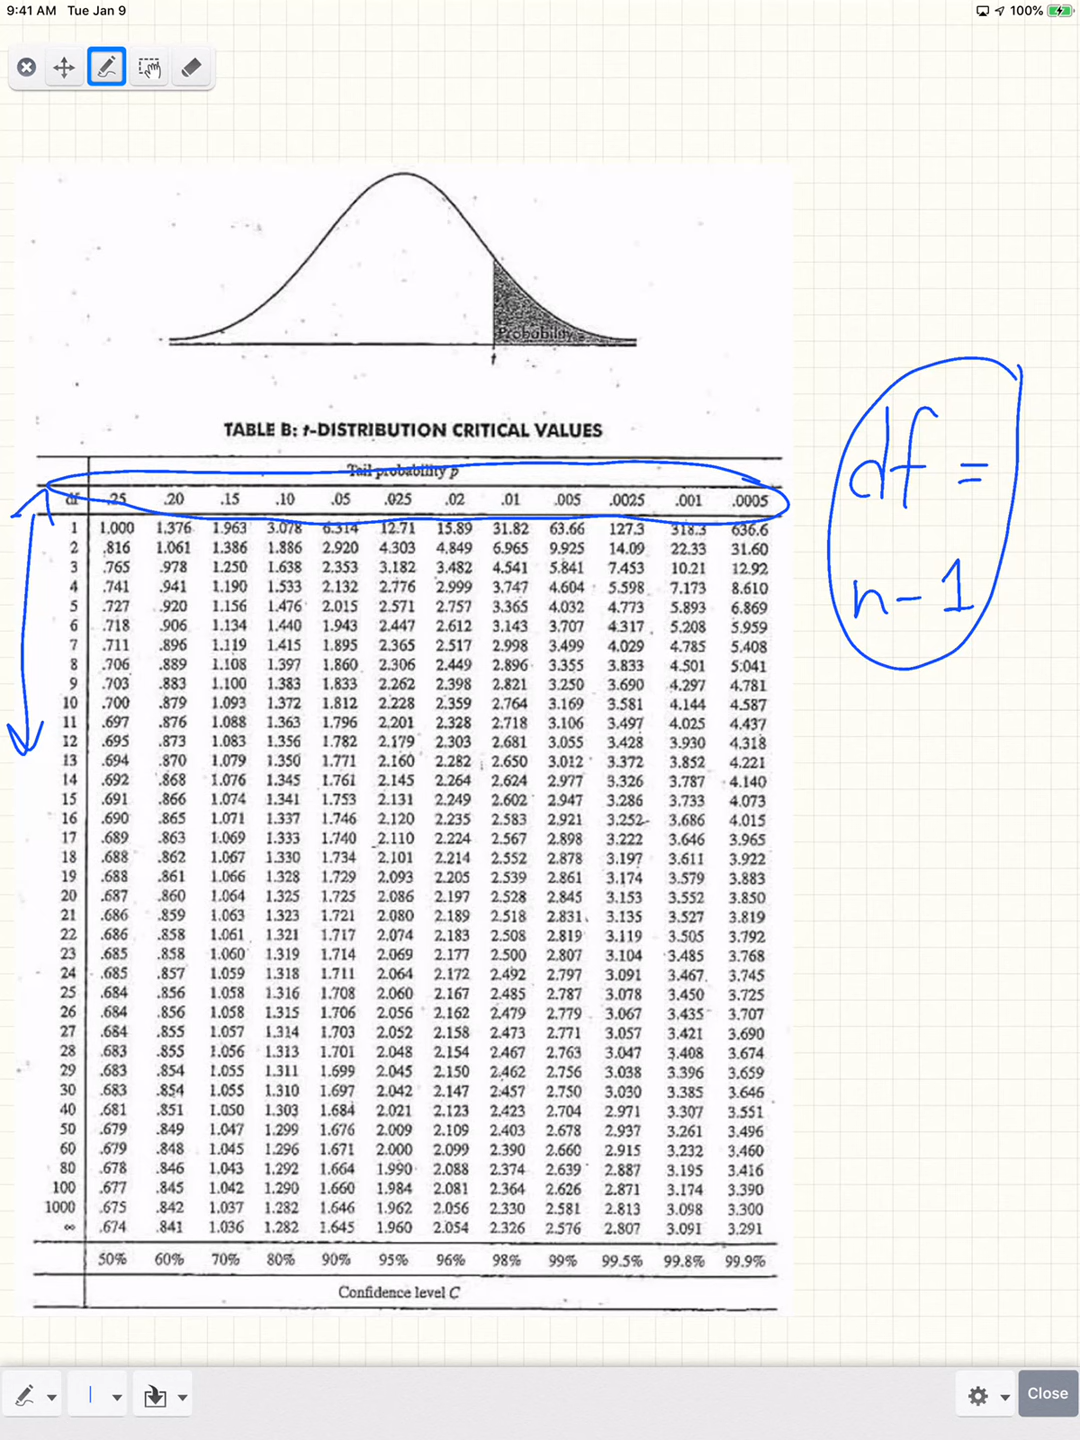 9:41 AM Tue Jan 9 100%
Probability
t
TABLE B: t-DISTRIBUTION CRITICAL VALUES
Tail probability p
df .25 .20 .15 .10 .05 .025 .02 .01 .005 .0025 .001 .0005
1 1.000 1.376 1.963 3.078 6.314 12.71 15.89 31.82 63.66 127.3 318.3 636.6
2 .816 1.061 1.386 1.886 2.920 4.303 4.849 6.965 9.925 14.09 22.33 31.60
3 .765 .978 1.250 1.638 2.353 3.182 3.482 4.541 5.841 7.453 10.21 12.92
4 .741 .941 1.190 1.533 2.132 2.776 2.999 3.747 4.604 5.598 7.173 8.610
5 .727 .920 1.156 1.476 2.015 2.571 2.757 3.365 4.032 4.773 5.893 6.869
6 .718 .906 1.134 1.440 1.943 2.447 2.612 3.143 3.707 4.317 5.208 5.959
7 .711 .896 1.119 1.415 1.895 2.365 2.517 2.998 3.499 4.029 4.785 5.408
8 .706 .889 1.108 1.397 1.860 2.306 2.449 2.896 3.355 3.833 4.501 5.041
9 .703 .883 1.100 1.383 1.833 2.262 2.398 2.821 3.250 3.690 4.297 4.781
10 .700 .879 1.093 1.372 1.812 2.228 2.359 2.764 3.169 3.581 4.144 4.587
11 .697 .876 1.088 1.363 1.796 2.201 2.328 2.718 3.106 3.497 4.025 4.437
12 .695 .873 1.083 1.356 1.782 2.179 2.303 2.681 3.055 3.428 3.930 4.318
13 .694 .870 1.079 1.350 1.771 2.160 2.282 2.650 3.012 3.372 3.852 4.221
14 .692 .868 1.076 1.345 1.761 2.145 2.264 2.624 2.977 3.326 3.787 4.140
15 .691 .866 1.074 1.341 1.753 2.131 2.249 2.602 2.947 3.286 3.733 4.073
16 .690 .865 1.071 1.337 1.746 2.120 2.235 2.583 2.921 3.252 3.686 4.015
17 .689 .863 1.069 1.333 1.740 2.110 2.224 2.567 2.898 3.222 3.646 3.965
18 .688 .862 1.067 1.330 1.734 2.101 2.214 2.552 2.878 3.197 3.611 3.922
19 .688 .861 1.066 1.328 1.729 2.093 2.205 2.539 2.861 3.174 3.579 3.883
20 .687 .860 1.064 1.325 1.725 2.086 2.197 2.528 2.845 3.153 3.552 3.850
21 .686 .859 1.063 1.323 1.721 2.080 2.189 2.518 2.831 3.135 3.527 3.819
22 .686 .858 1.061 1.321 1.717 2.074 2.183 2.508 2.819 3.119 3.505 3.792
23 .685 .858 1.060 1.319 1.714 2.069 2.177 2.500 2.807 3.104 3.485 3.768
24 .685 .857 1.059 1.318 1.711 2.064 2.172 2.492 2.797 3.091 3.467 3.745
25 .684 .856 1.058 1.316 1.708 2.060 2.167 2.485 2.787 3.078 3.450 3.725
26 .684 .856 1.058 1.315 1.706 2.056 2.162 2.479 2.779 3.067 3.435 3.707
27 .684 .855 1.057 1.314 1.703 2.052 2.158 2.473 2.771 3.057 3.421 3.690
28 .683 .855 1.056 1.313 1.701 2.048 2.154 2.467 2.763 3.047 3.408 3.674
29 .683 .854 1.055 1.311 1.699 2.045 2.150 2.462 2.756 3.038 3.396 3.659
30 .683 .854 1.055 1.310 1.697 2.042 2.147 2.457 2.750 3.030 3.385 3.646
40 .681 .851 1.050 1.303 1.684 2.021 2.123 2.423 2.704 2.971 3.307 3.551
50 .679 .849 1.047 1.299 1.676 2.009 2.109 2.403 2.678 2.937 3.261 3.496
60 .679 .848 1.045 1.296 1.671 2.000 2.099 2.390 2.660 2.915 3.232 3.460
80 .678 .846 1.043 1.292 1.664 1.990 2.088 2.374 2.639 2.887 3.195 3.416
100 .677 .845 1.042 1.290 1.660 1.984 2.081 2.364 2.626 2.871 3.174 3.390
1000 .675 .842 1.037 1.282 1.646 1.962 2.056 2.330 2.581 2.813 3.098 3.300
∞ .674 .841 1.036 1.282 1.645 1.960 2.054 2.326 2.576 2.807 3.091 3.291
50% 60% 70% 80% 90% 95% 96% 98% 99% 99.5% 99.8% 99.9%
Confidence level C
df =
n - 1
Close